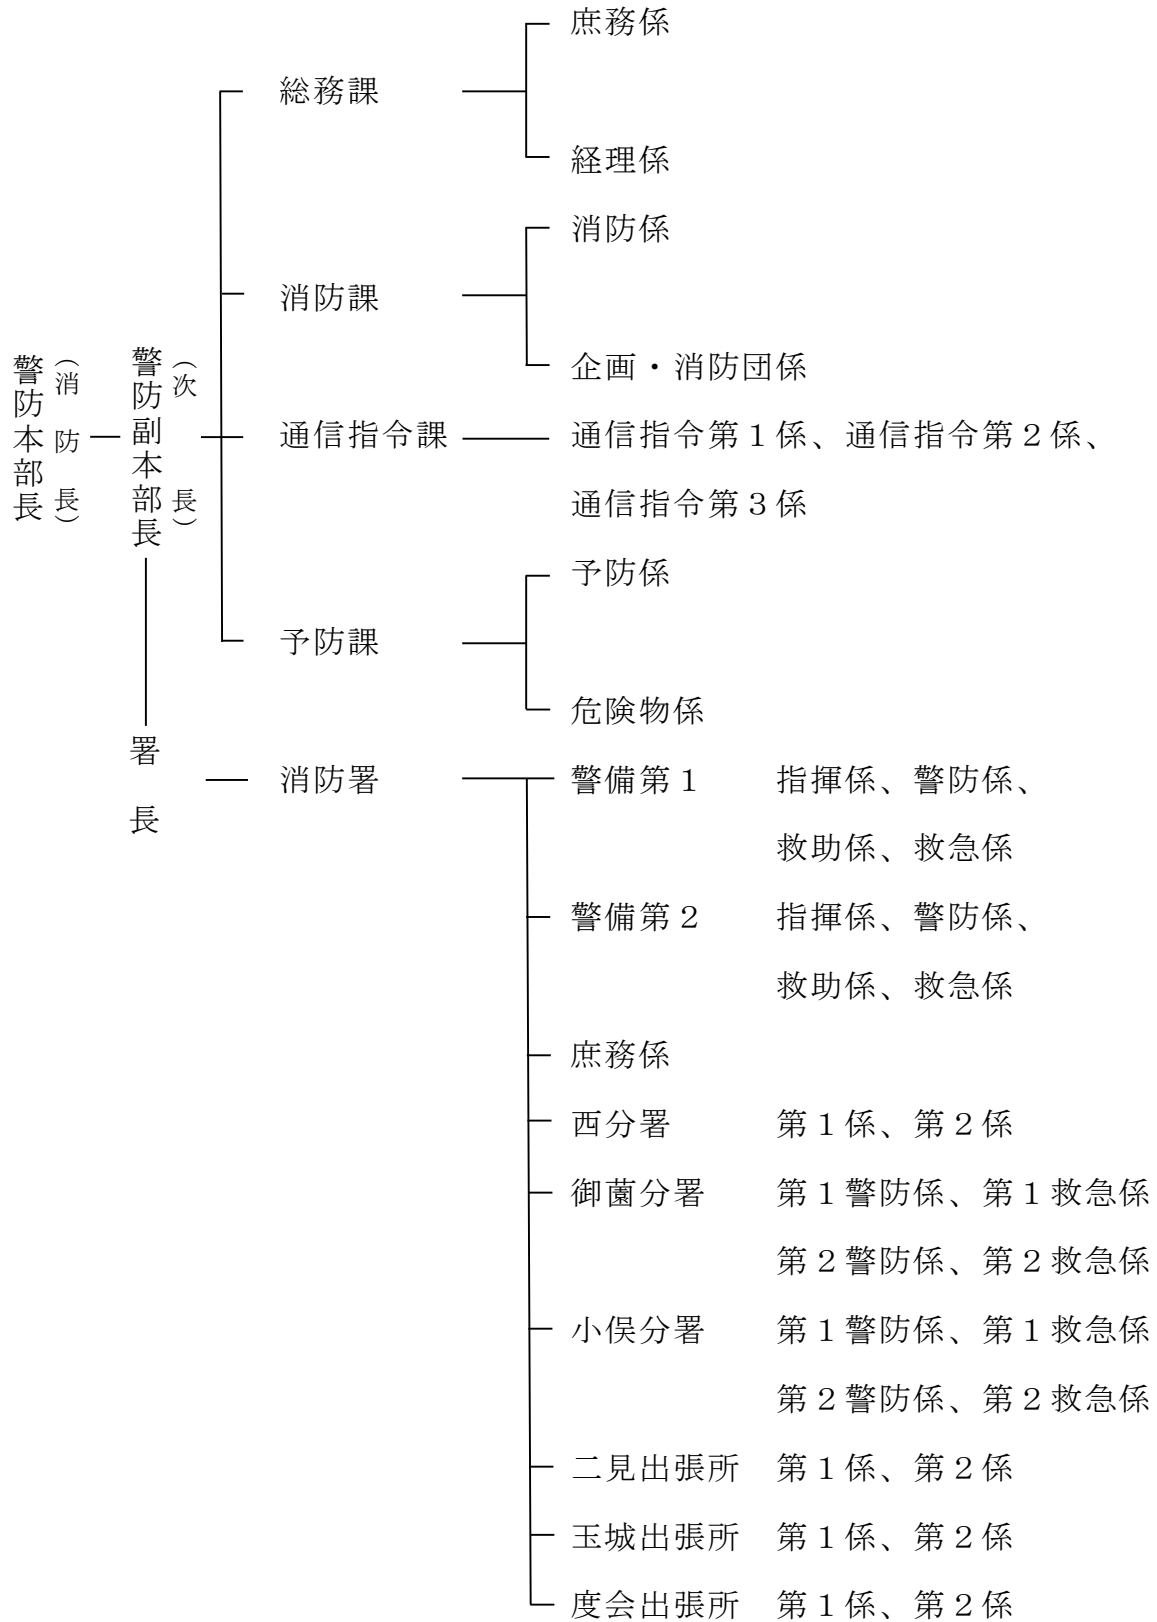 警防本部長
（消防長）
警防副本部長
（次長）
署長
総務課
庶務係
経理係
消防課
消防係
企画・消防団係
通信指令課
通信指令第１係、通信指令第２係、
通信指令第３係
予防課
予防係
危険物係
消防署
警備第１ 指揮係、警防係、
救助係、救急係
警備第２ 指揮係、警防係、
救助係、救急係
庶務係
西分署 第１係、第２係
御薗分署 第１警防係、第１救急係
第２警防係、第２救急係
小俣分署 第１警防係、第１救急係
第２警防係、第２救急係
二見出張所 第１係、第２係
玉城出張所 第１係、第２係
度会出張所 第１係、第２係